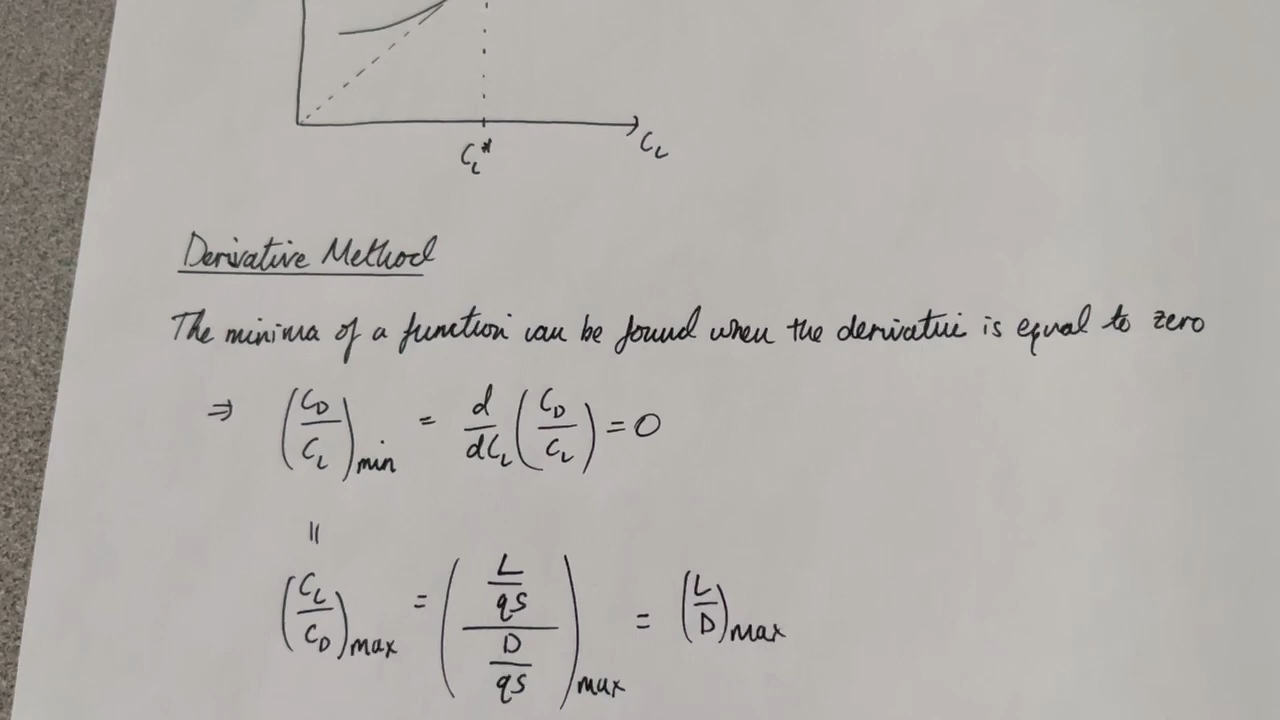 C_L* C_L
Derivative Method
The minima of a function can be found when the derivative is equal to zero
⇒ (C_D/C_L)_min = d/dC_L (C_D/C_L) = 0
=
(C_L/C_D)_max = ((L/qS)/(D/qS))_max = (L/D)_max